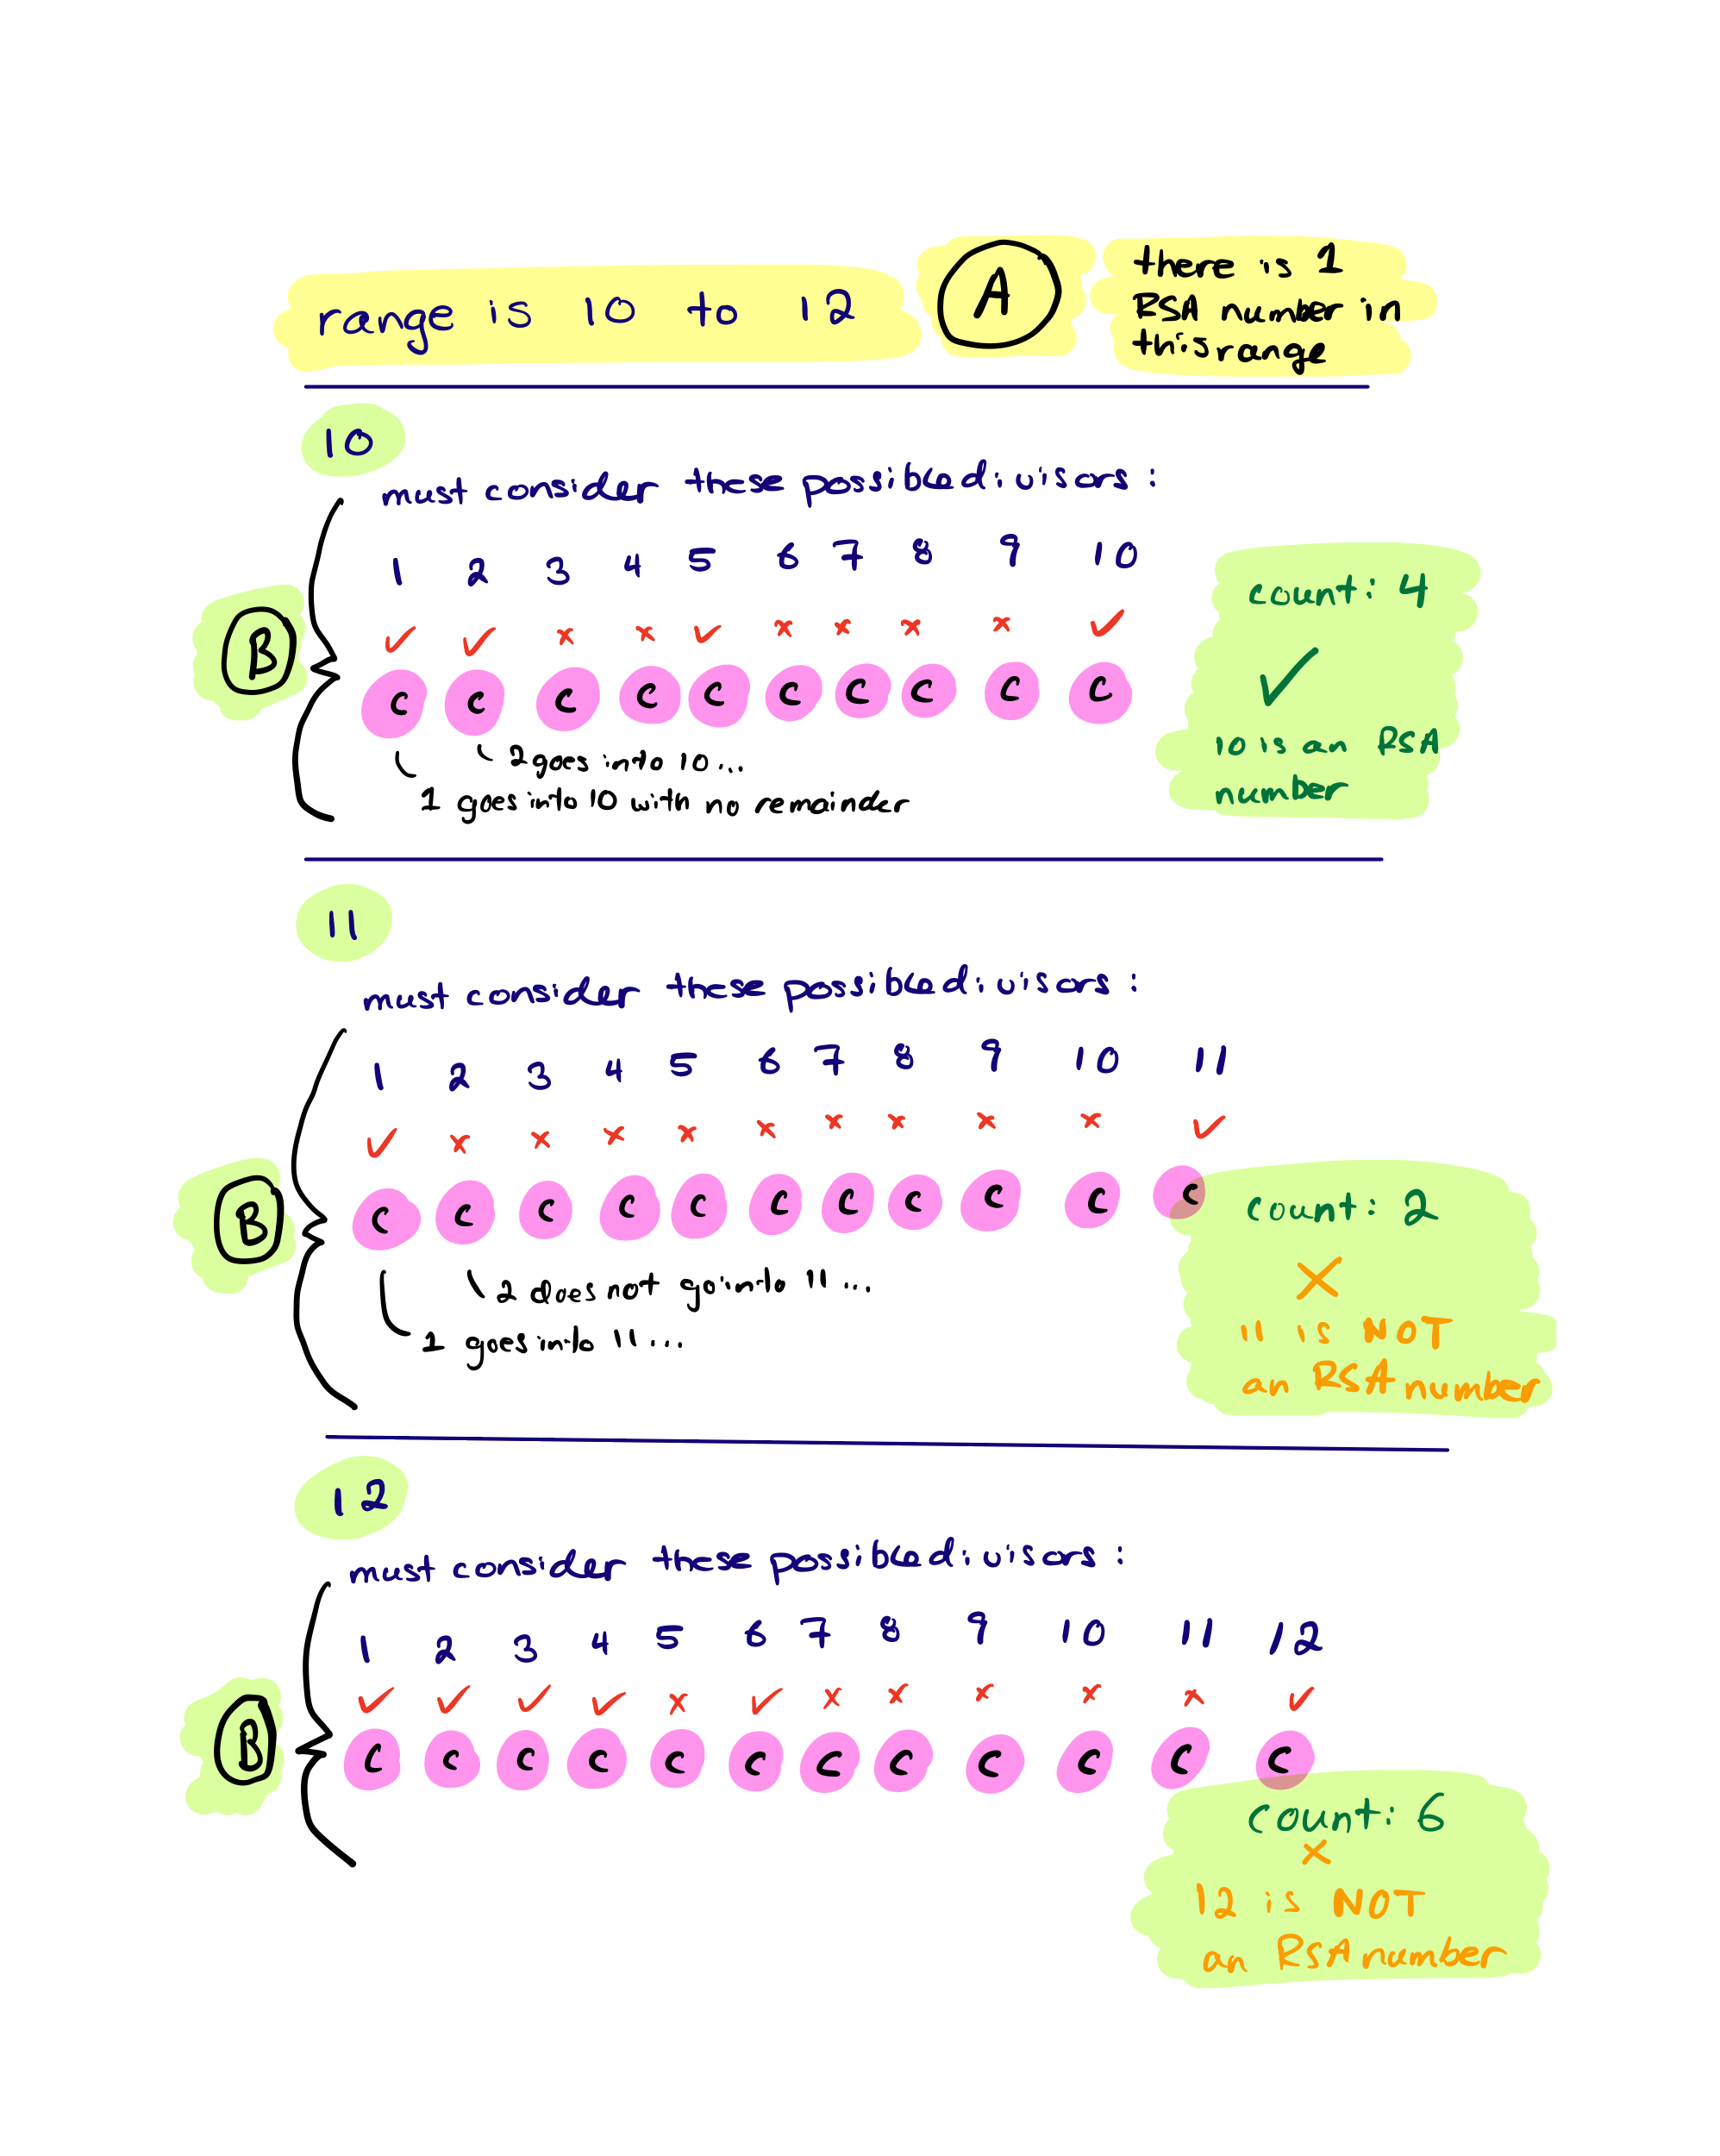 range is 10 to 12
A
there is 1
RSA number in
this range
10
must consider these possible divisors:
1 2 3 4 5 6 7 8 9 10
✓ ✓ x x ✓ x x x x ✓
B
C C C C C C C C C C
2 goes into 10...
1 goes into 10 with no remainder
count: 4
✓
10 is an RSA
number
11
must consider these possible divisors:
1 2 3 4 5 6 7 8 9 10 11
✓ x x x x x x x x x ✓
B
C C C C C C C C C C C
2 does not go into 11...
1 goes into 11...
count: 2
x
11 is NOT
an RSA number
12
must consider these possible divisors:
1 2 3 4 5 6 7 8 9 10 11 12
✓ ✓ ✓ ✓ x ✓ x x x x x ✓
B
C C C C C C C C C C C C
count: 6
x
12 is NOT
an RSA number